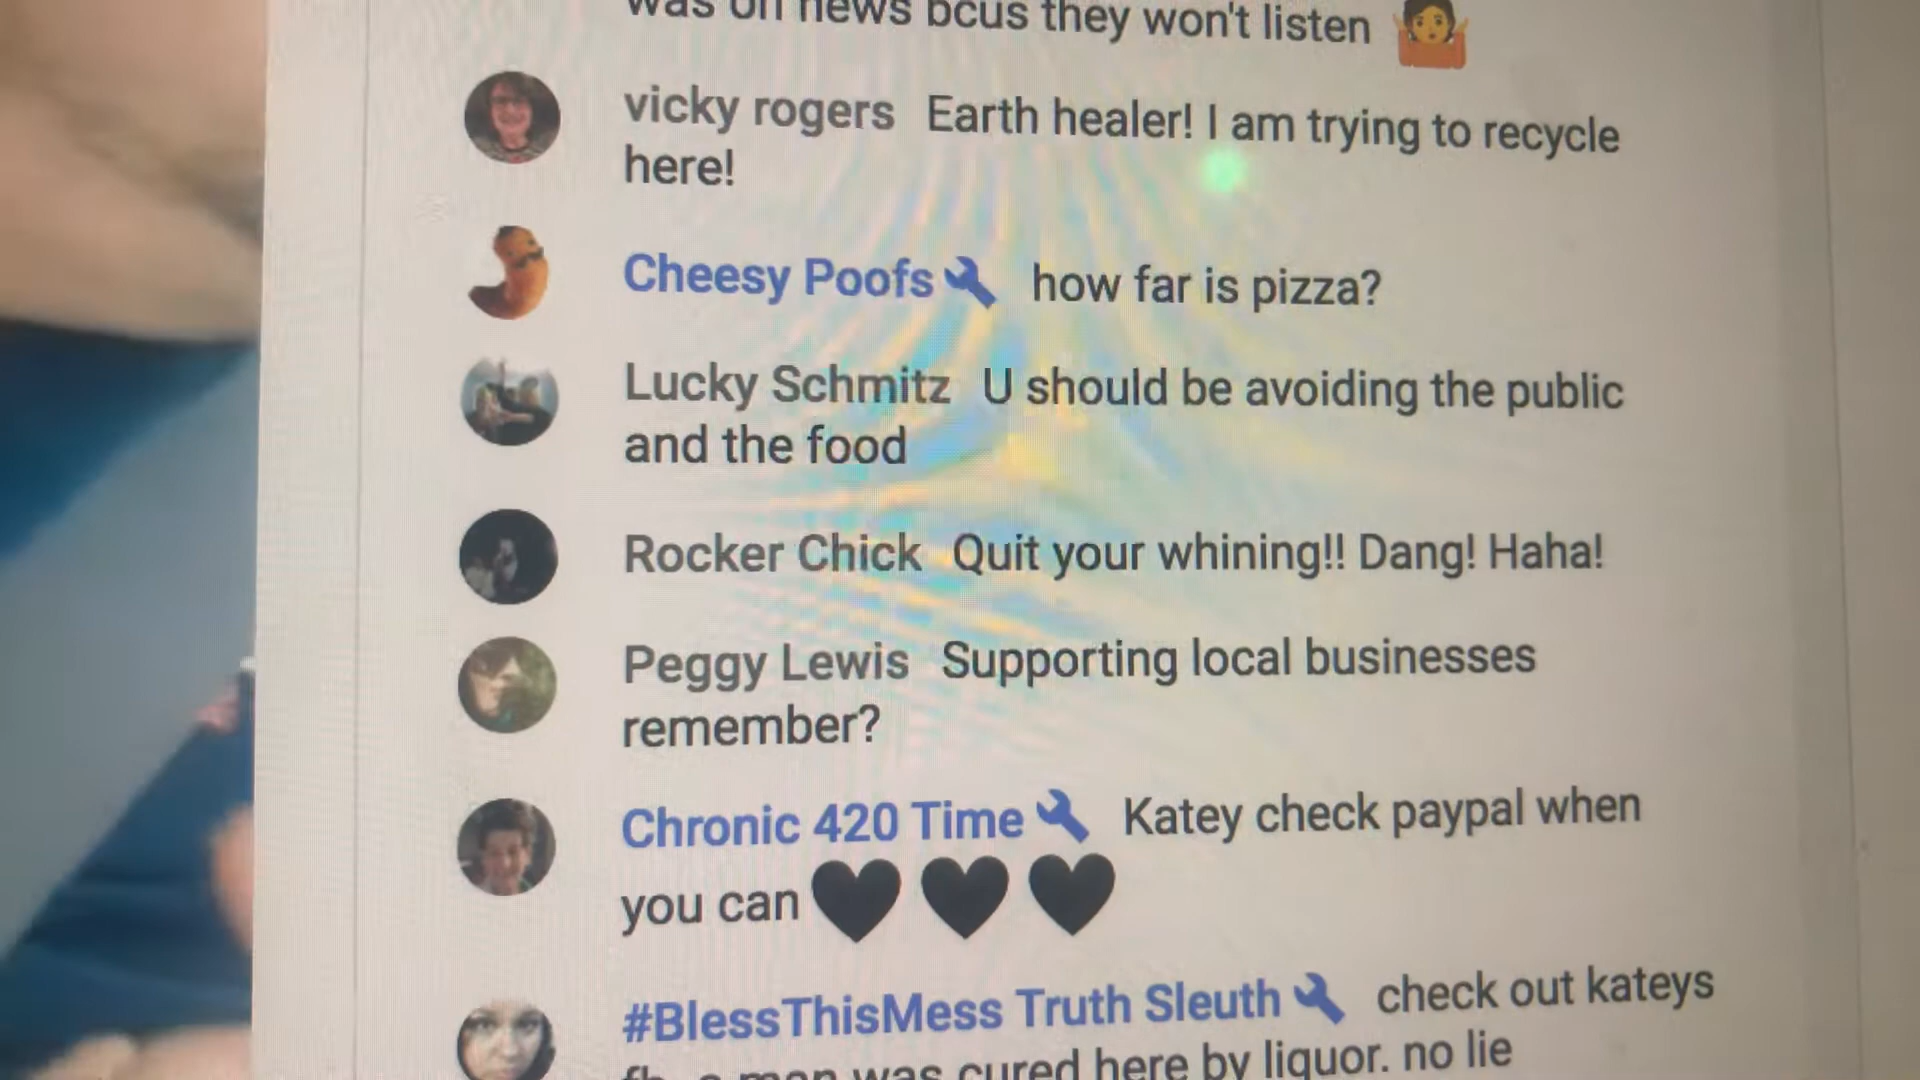 was on news bcus they won't listen 🤷
vicky rogers Earth healer! I am trying to recycle
here!
Cheesy Poofs how far is pizza?
Lucky Schmitz U should be avoiding the public
and the food
Rocker Chick Quit your whining!! Dang! Haha!
Peggy Lewis Supporting local businesses
remember?
Chronic 420 Time Katey check paypal when
you can 🖤 🖤 🖤
#BlessThisMess Truth Sleuth check out kateys
fb. a man was cured here by liquor. no lie